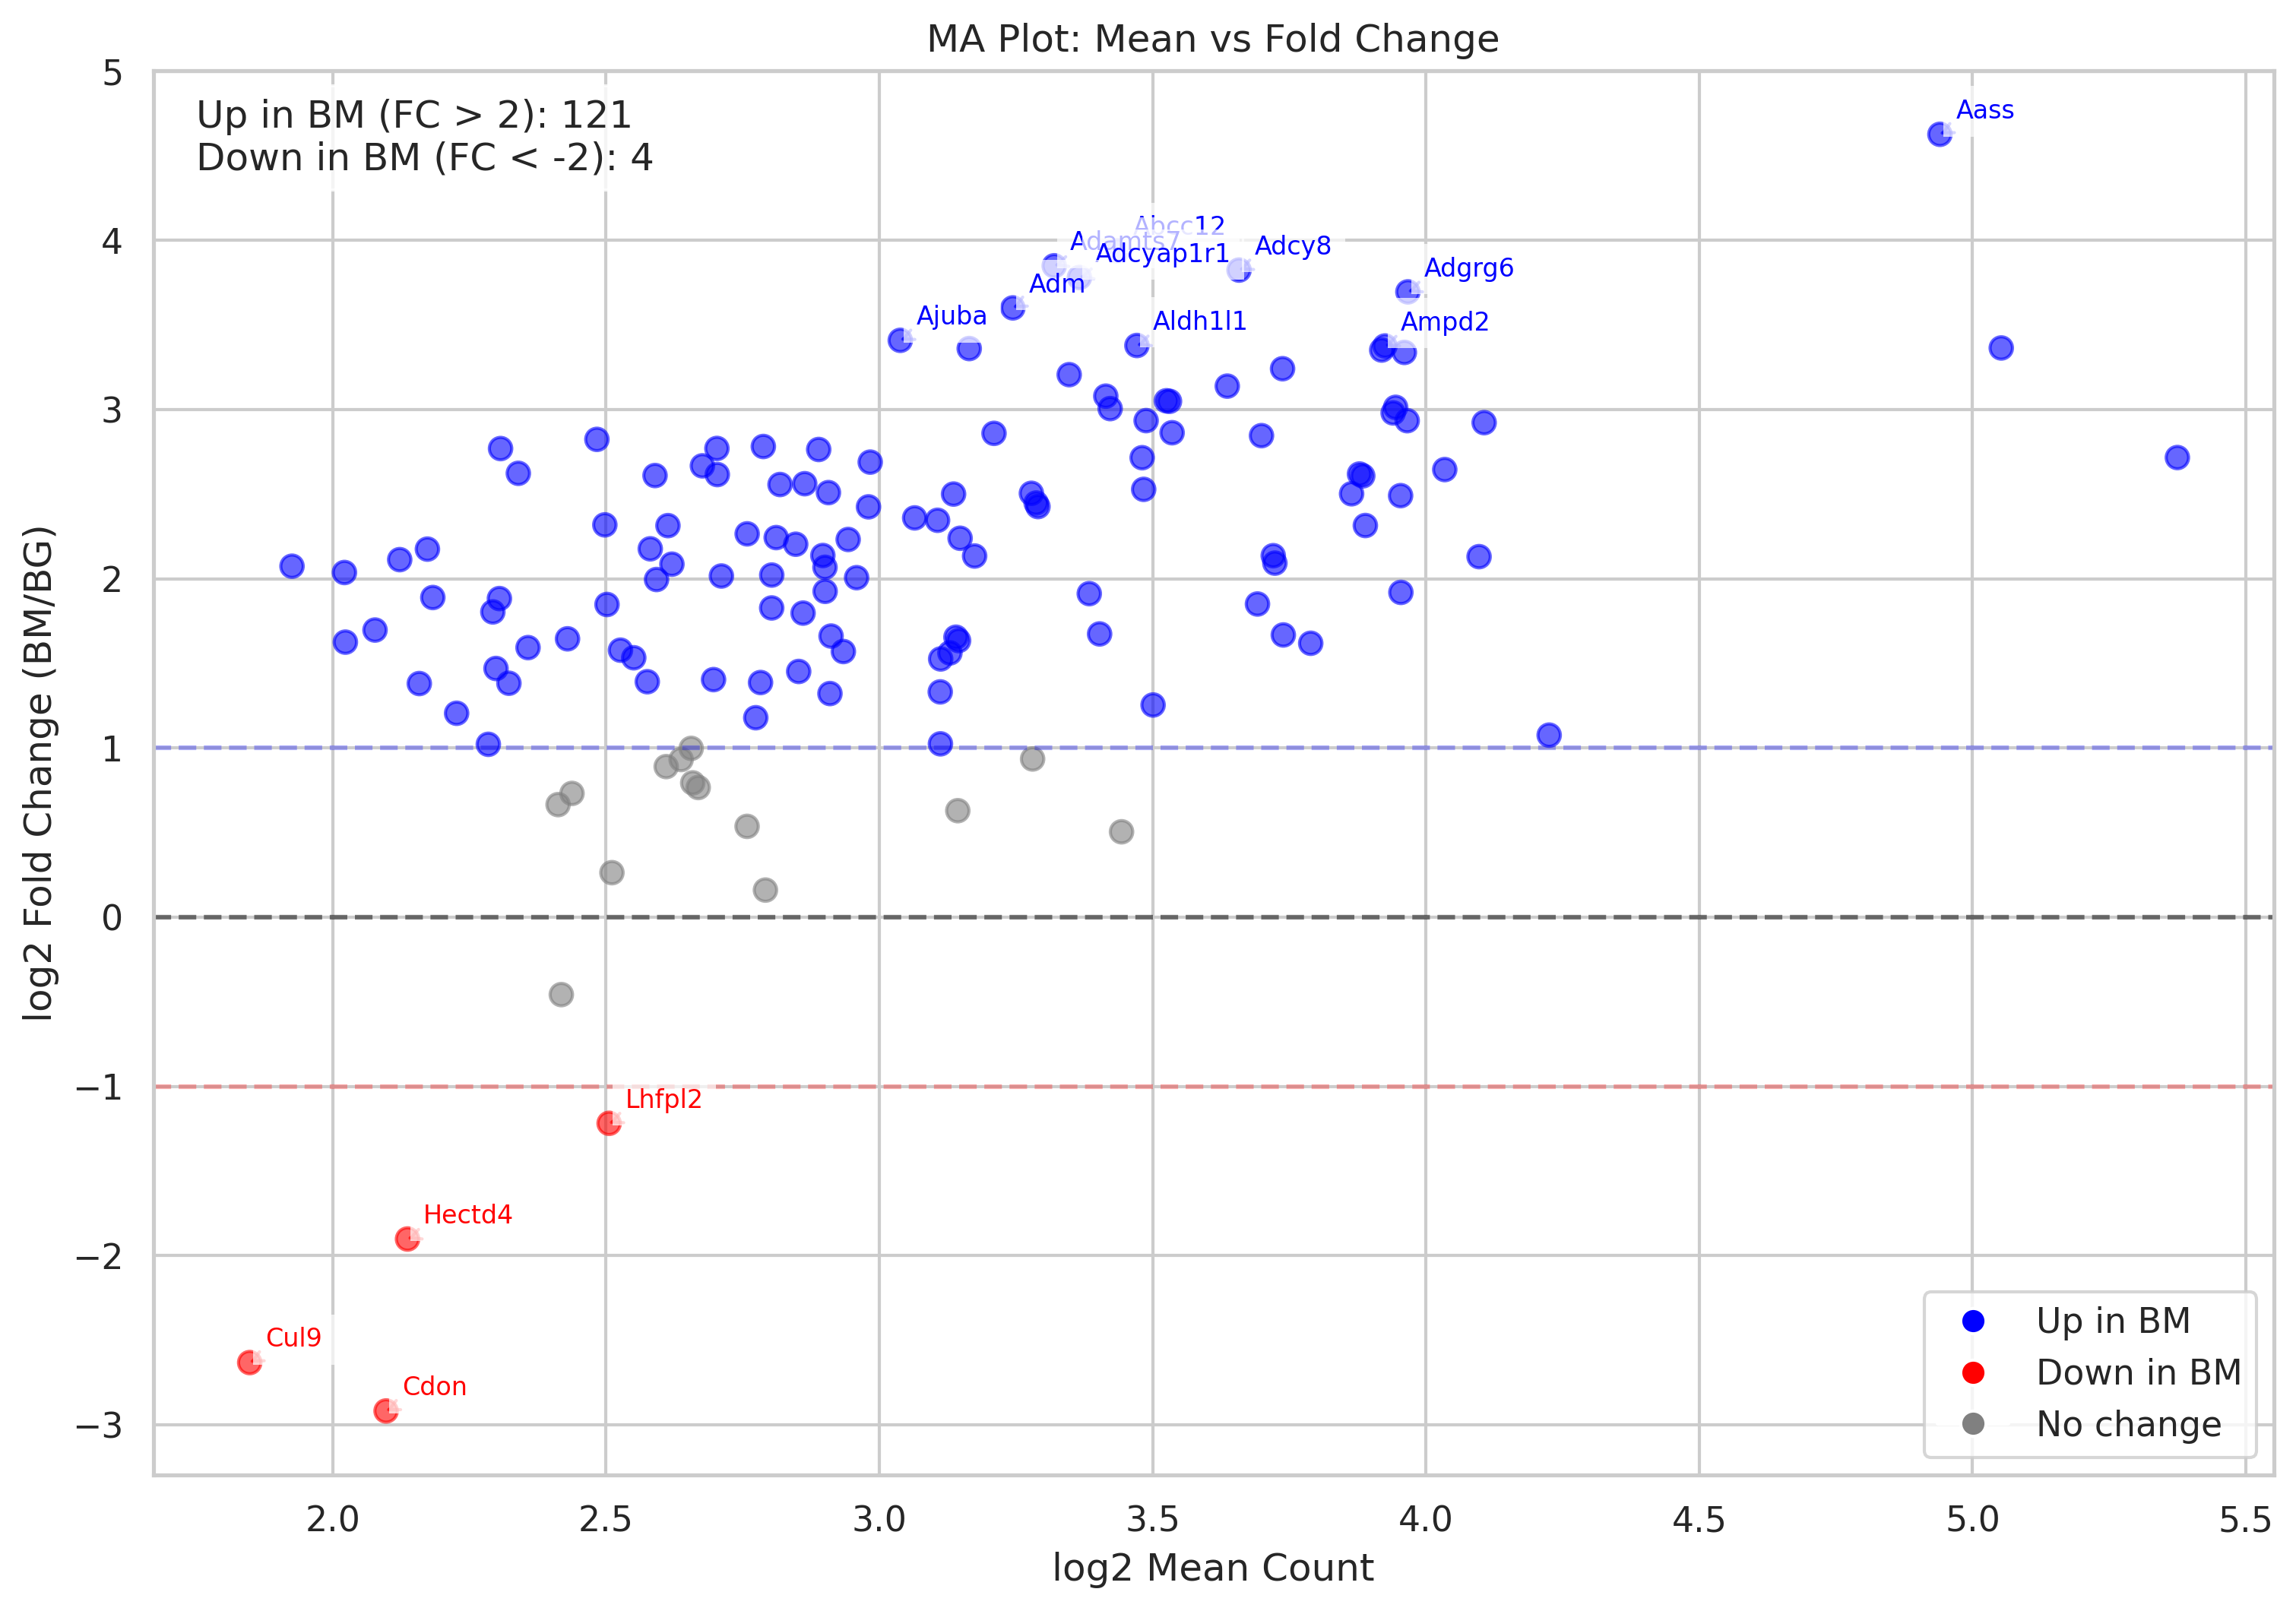 MA Plot: Mean vs Fold Change
Up in BM (FC > 2): 121
Down in BM (FC < -2): 4
Aass
Abcc12
Adamts7
Adcyap1r1
Adcy8
Adgrg6
Adm
Ajuba
Aldh1l1
Ampd2
Lhfpl2
Hectd4
Cul9
Cdon
5
4
3
2
1
0
−1
−2
−3
log2 Fold Change (BM/BG)
Up in BM
Down in BM
No change
2.0 2.5 3.0 3.5 4.0 4.5 5.0 5.5
log2 Mean Count